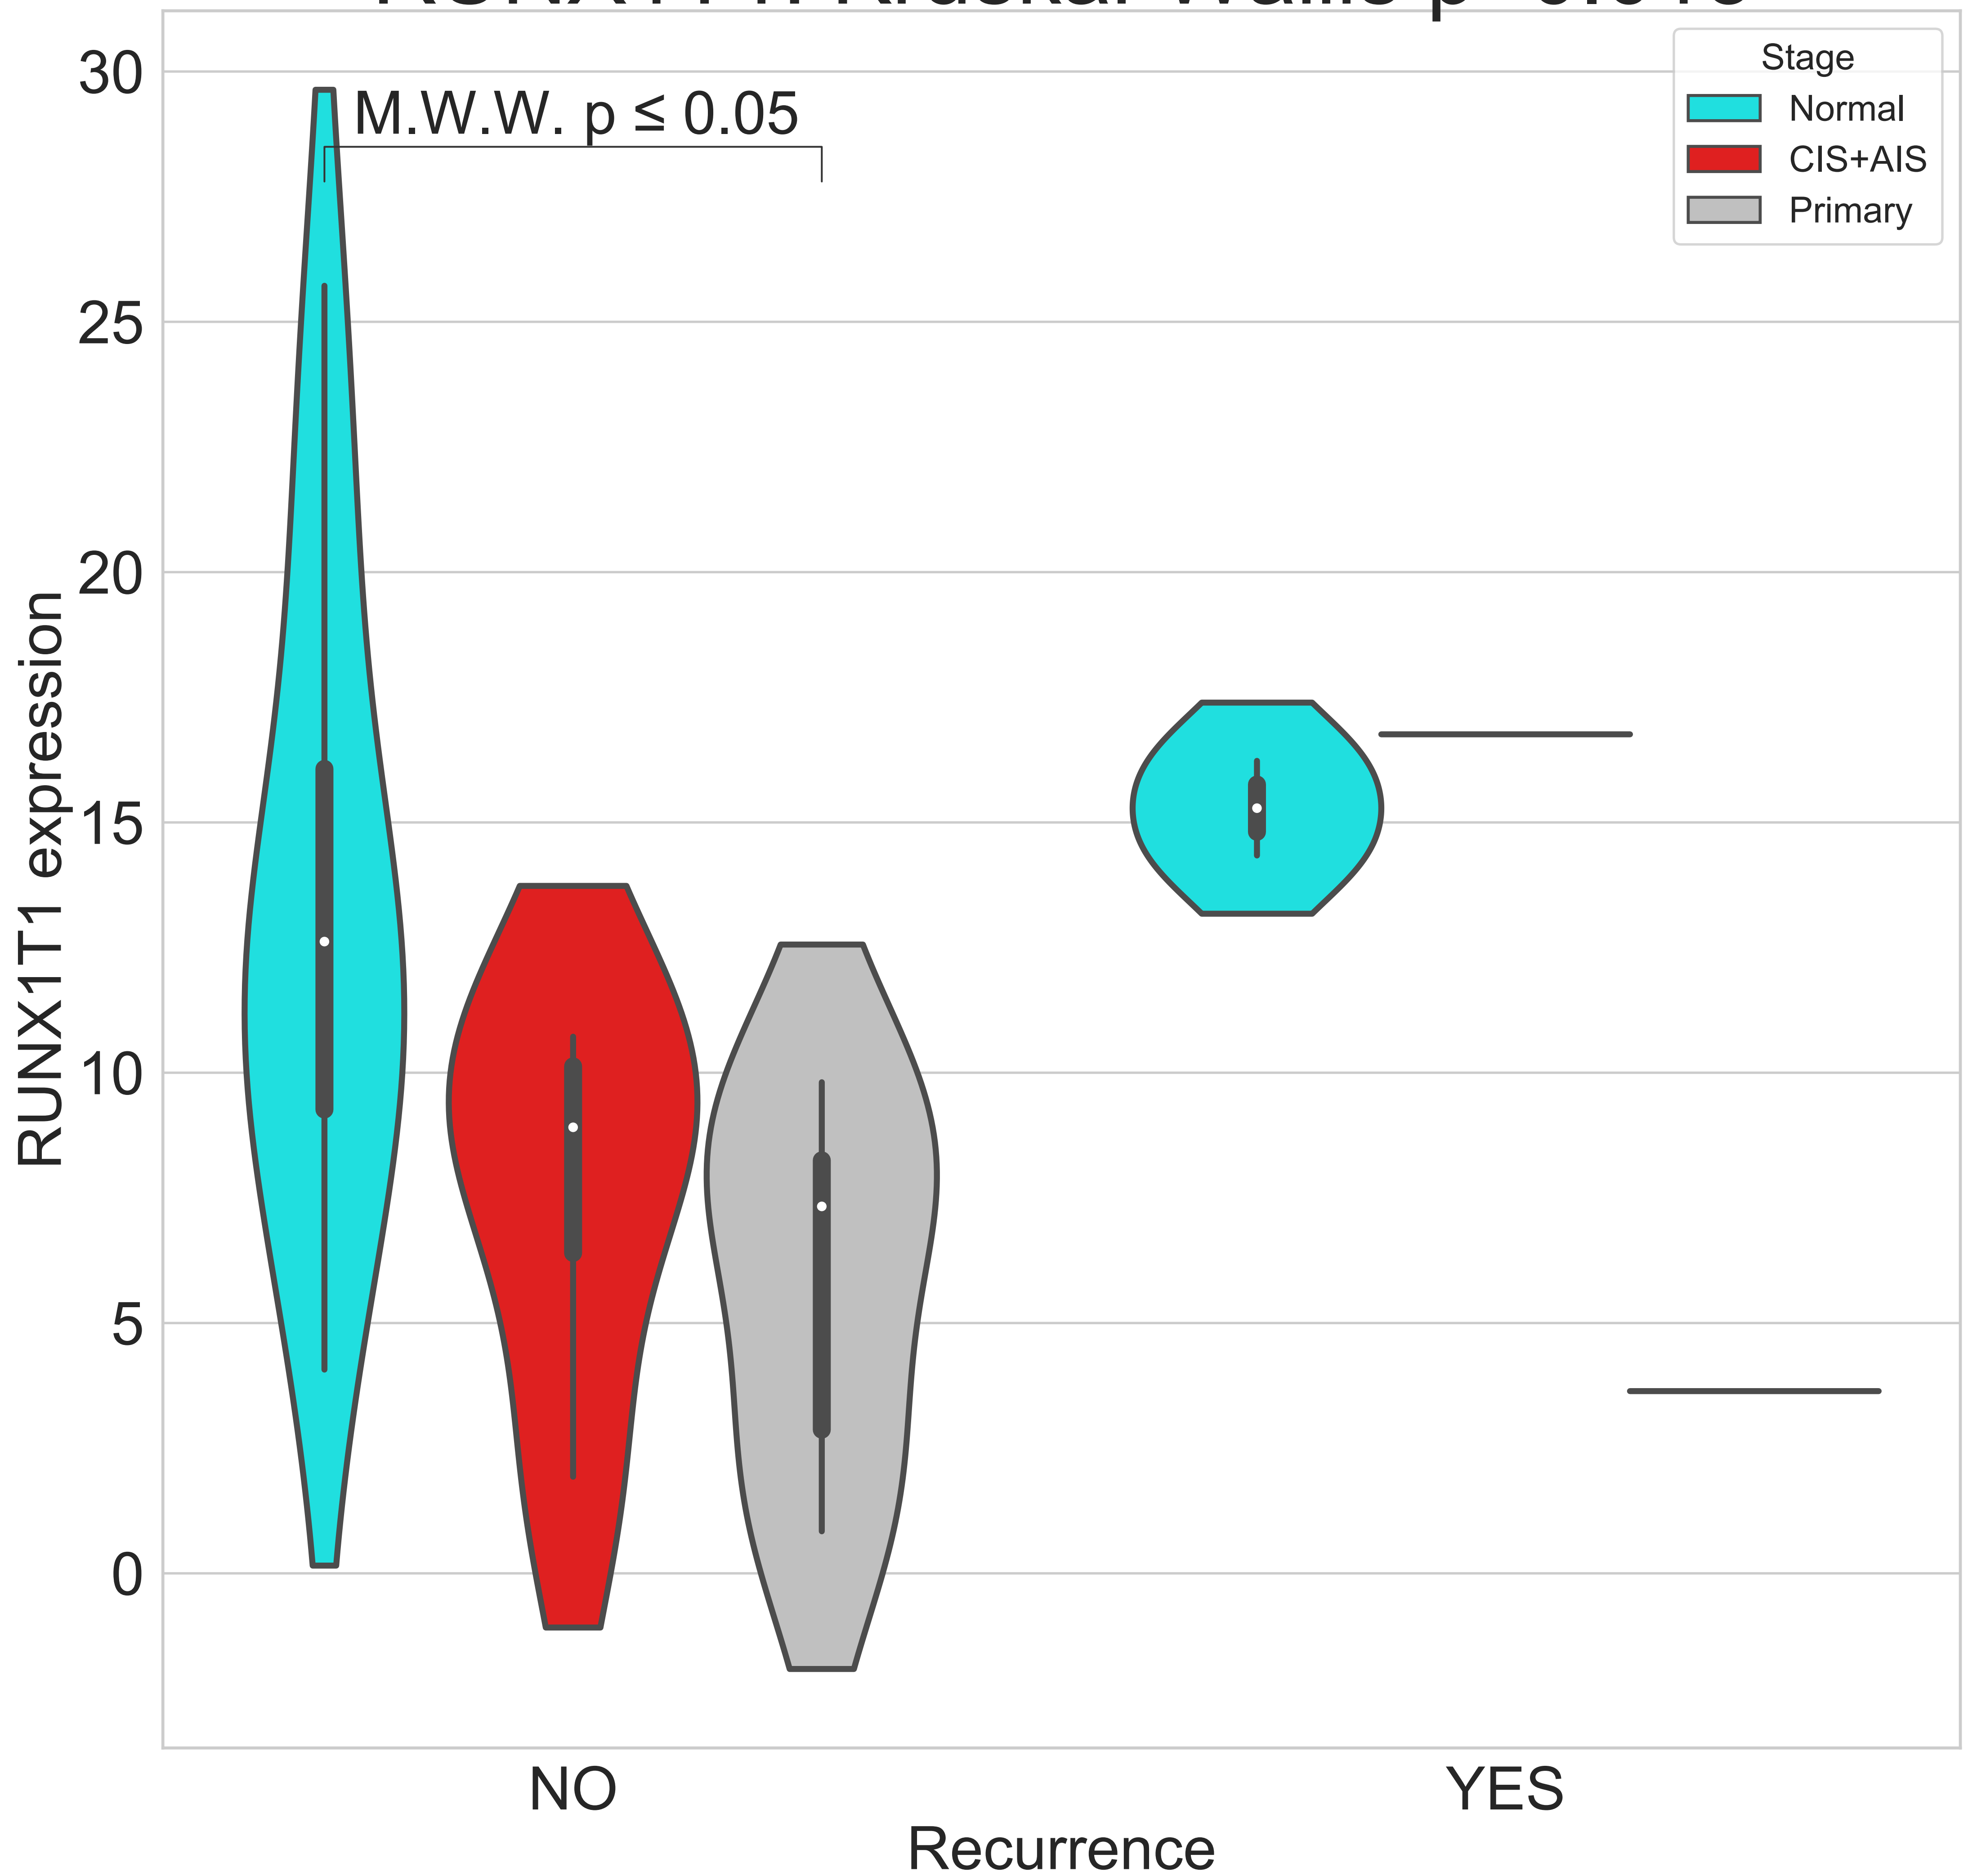 30
M.W.W. p ≤ 0.05
25
20
15
10
5
0
RUNX1T1 expression
Stage
Normal
CIS+AIS
Primary
NO
YES
Recurrence